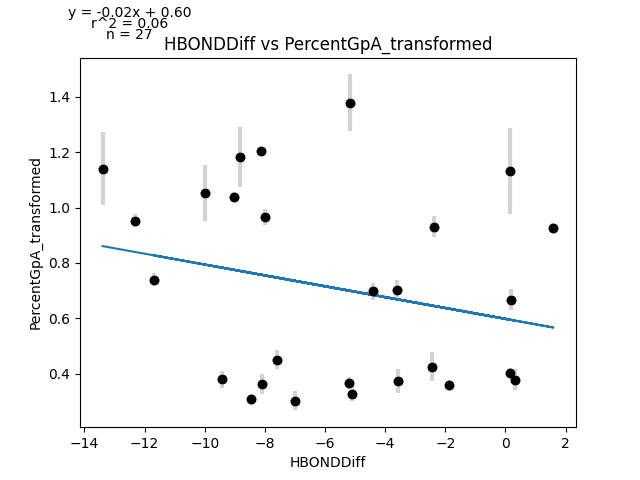 y = -0.02x + 0.60
r^2 = 0.06
n = 27
HBONDDiff vs PercentGpA_transformed
PercentGpA_transformed
1.4
1.2
1.0
0.8
0.6
0.4
−14 −12 −10 −8 −6 −4 −2 0 2
HBONDDiff